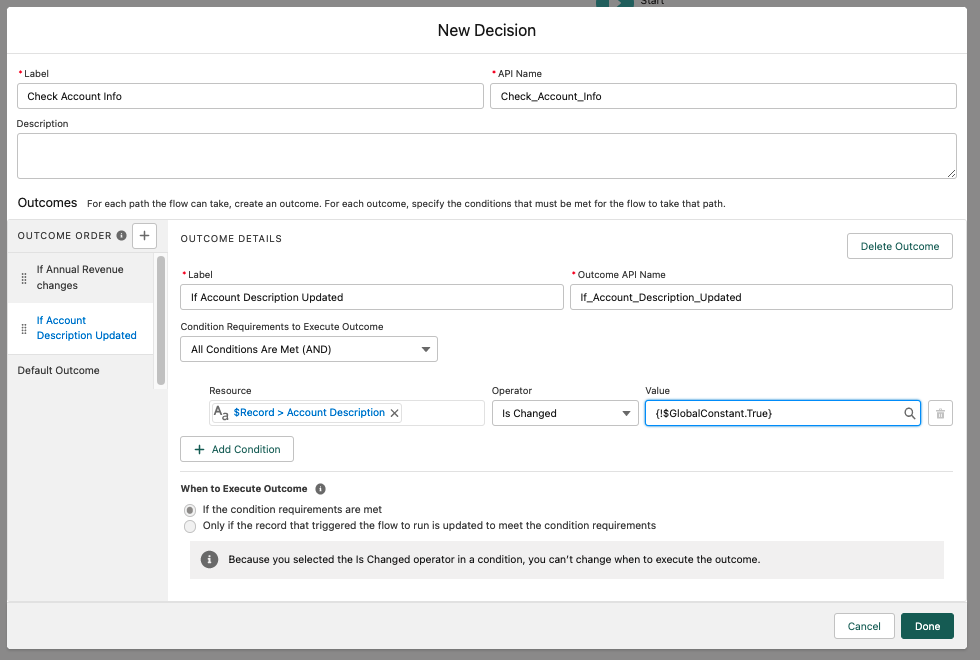 Start
New Decision
* Label
* API Name
Check Account Info
Check_Account_Info
Description
Outcomes For each path the flow can take, create an outcome. For each outcome, specify the conditions that must be met for the flow to take that path.
OUTCOME ORDER
OUTCOME DETAILS
Delete Outcome
If Annual Revenue
changes
If Account
Description Updated
Default Outcome
* Label
* Outcome API Name
If Account Description Updated
If_Account_Description_Updated
Condition Requirements to Execute Outcome
All Conditions Are Met (AND)
Resource
Operator
Value
Aa $Record > Account Description
Is Changed
{!$GlobalConstant.True}
+ Add Condition
When to Execute Outcome
If the condition requirements are met
Only if the record that triggered the flow to run is updated to meet the condition requirements
Because you selected the Is Changed operator in a condition, you can't change when to execute the outcome.
Cancel
Done